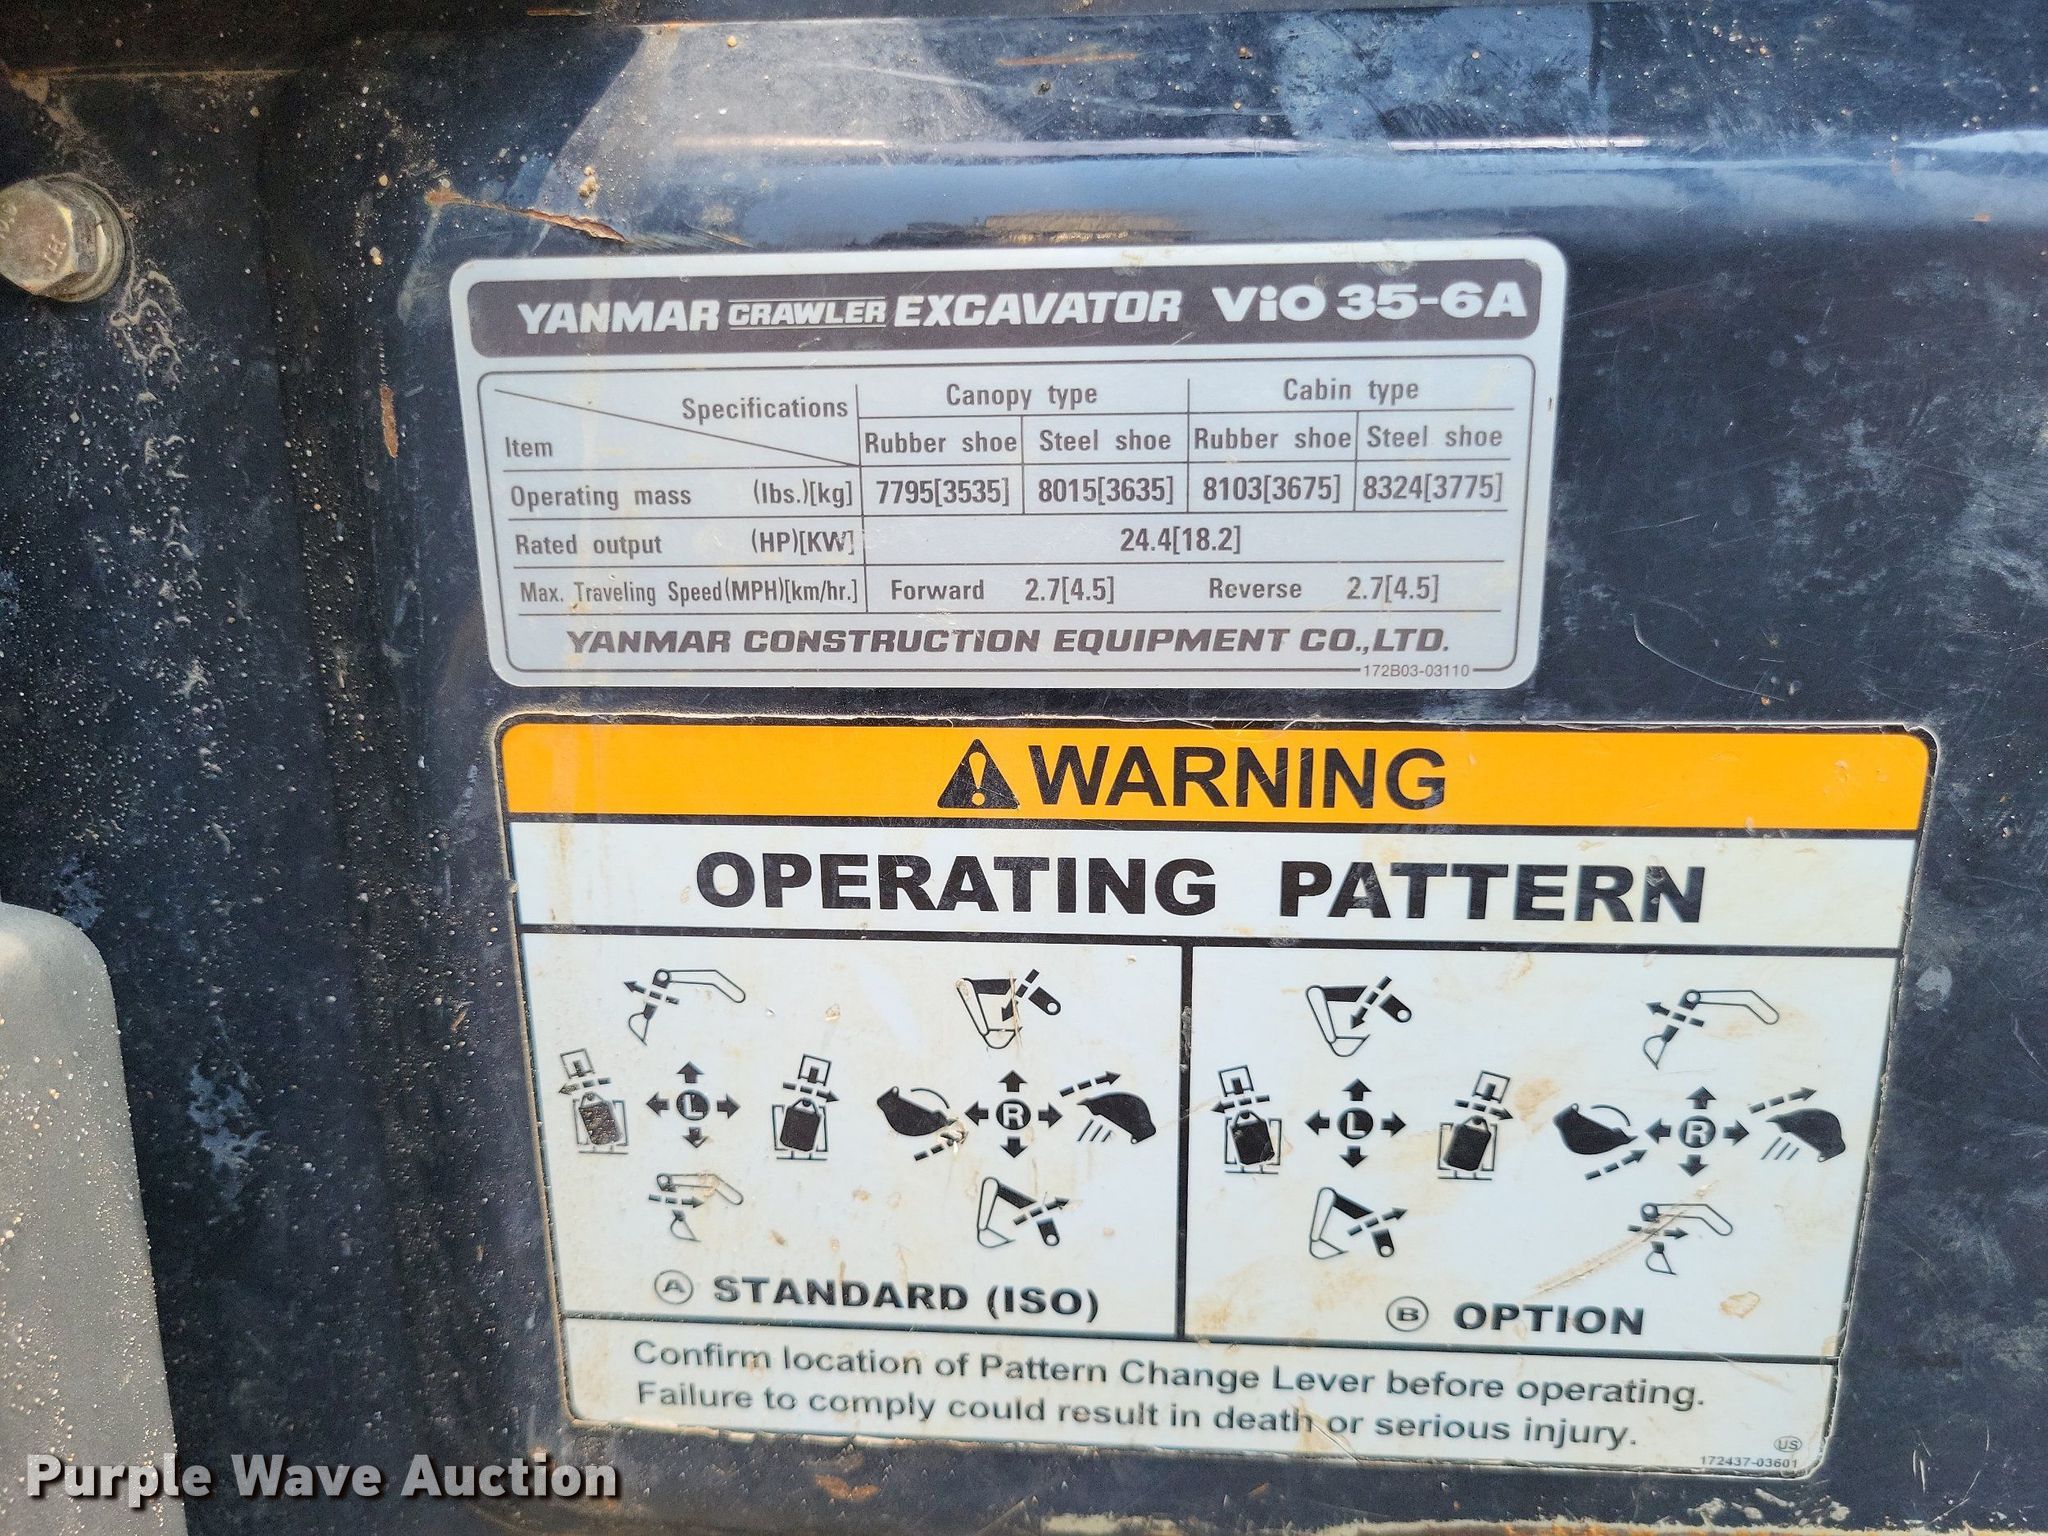 YANMAR CRAWLER EXCAVATOR ViO 35-6A
Specifications Canopy type Cabin type
Item Rubber shoe Steel shoe Rubber shoe Steel shoe
Operating mass (lbs.)[kg] 7795[3535] 8015[3635] 8103[3675] 8324[3775]
Rated output (HP)[KW] 24.4[18.2]
Max. Traveling Speed(MPH)[km/hr.] Forward 2.7[4.5] Reverse 2.7[4.5]
YANMAR CONSTRUCTION EQUIPMENT CO.,LTD.
172B03-03110
WARNING
OPERATING PATTERN
L R L R
A STANDARD (ISO) B OPTION
Confirm location of Pattern Change Lever before operating.
Failure to comply could result in death or serious injury.
US
172437-03601
Purple Wave Auction